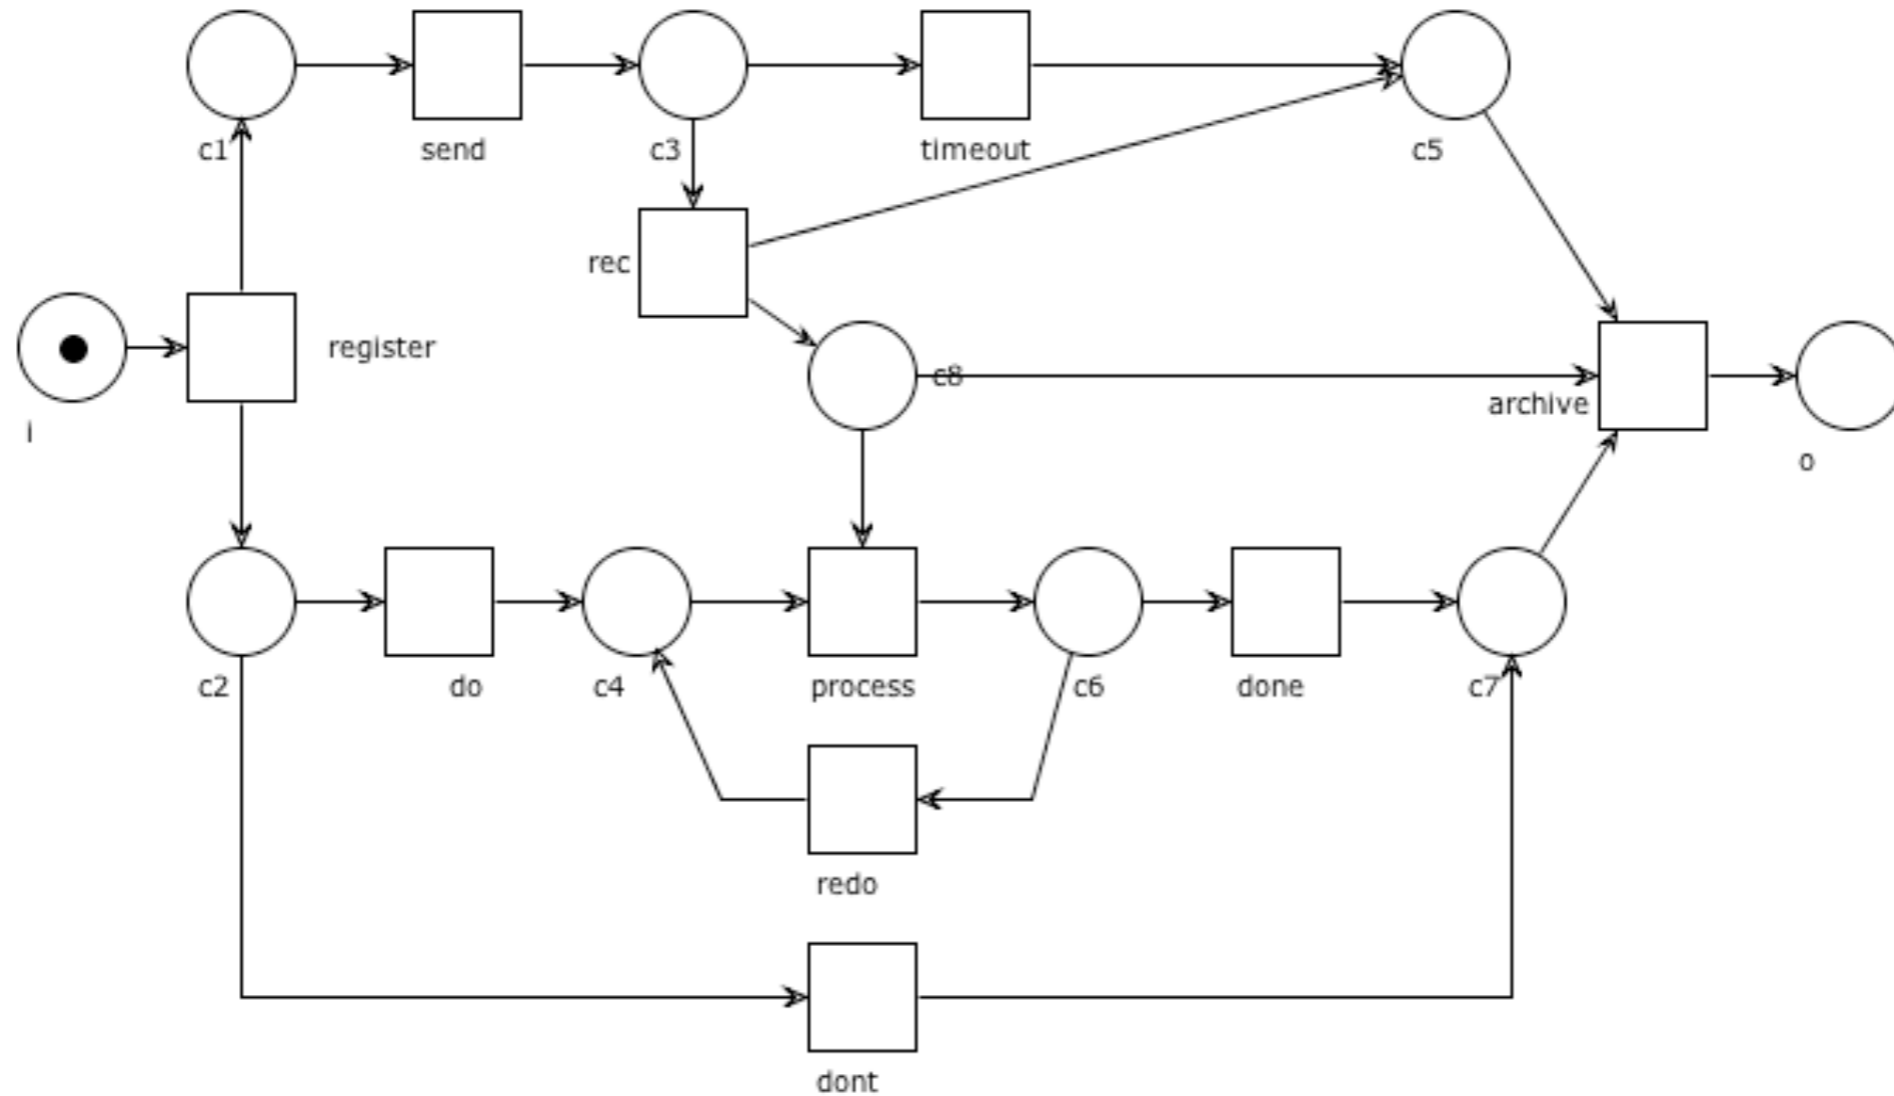 c1
send
c3
timeout
c5
rec
register
i
c8
archive
o
c2
do
c4
process
c6
done
c7
redo
dont